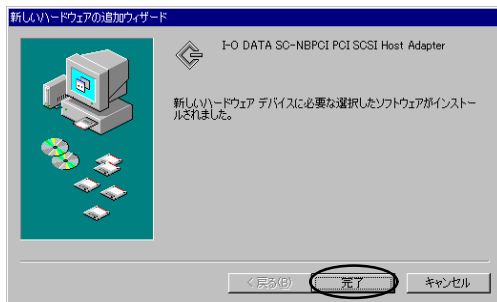 新しいハードウェアの追加ウィザード
I-O DATA SC-NBPCI PCI SCSI Host Adapter
新しいハードウェア デバイスに必要な選択したソフトウェアがインストー
ルされました。
< 戻る(B)
完了
キャンセル